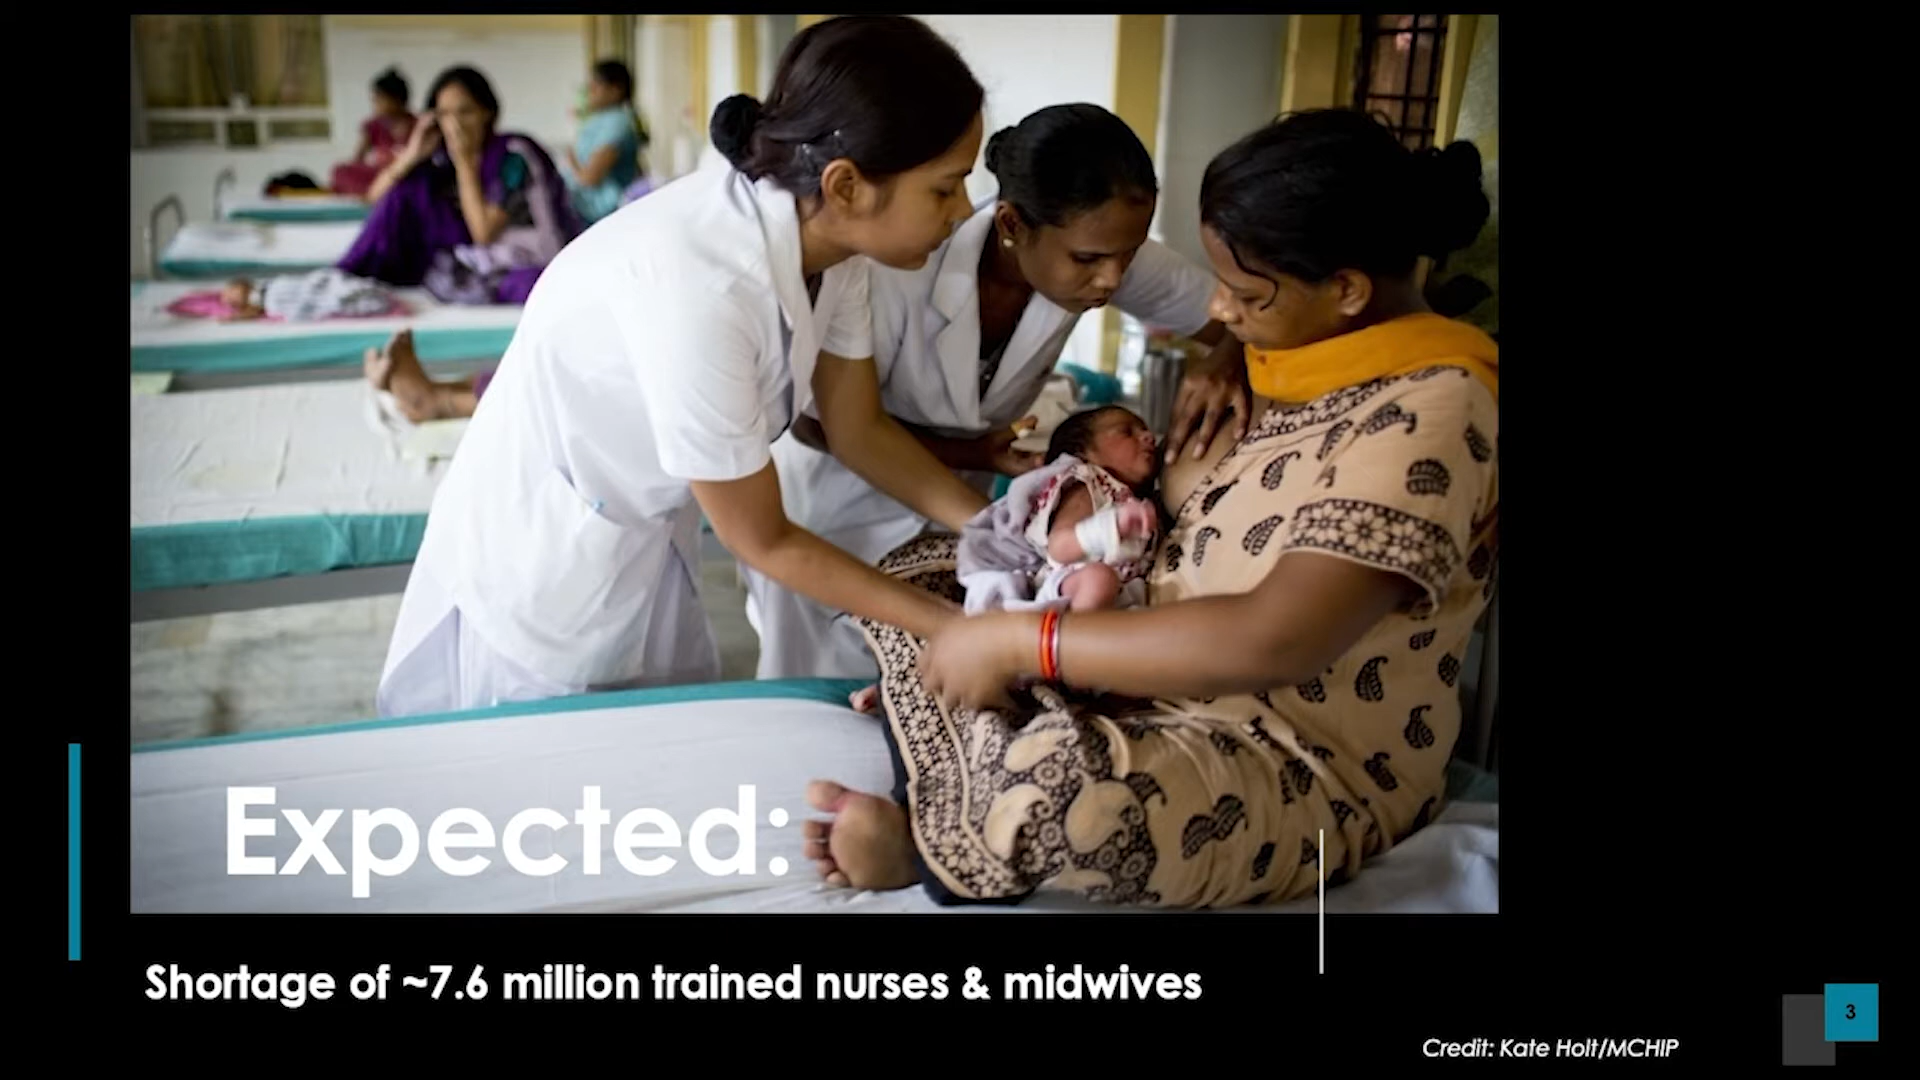 Expected:
Shortage of ~7.6 million trained nurses & midwives
Credit: Kate Holt/MCHIP
3